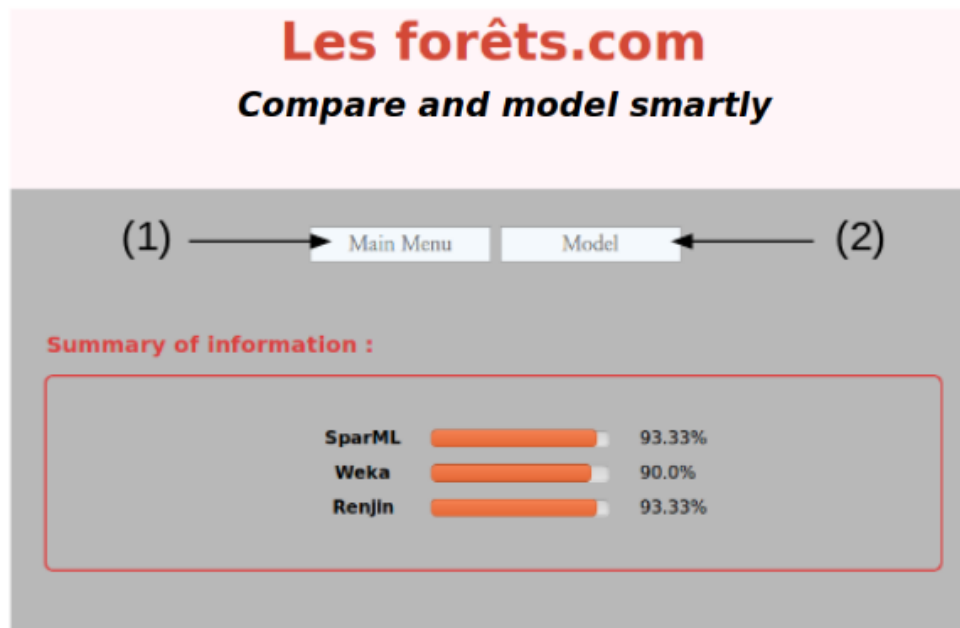 Les forêts.com
Compare and model smartly
(1) Main Menu Model (2)
Summary of information :
SparML 93.33%
Weka 90.0%
Renjin 93.33%